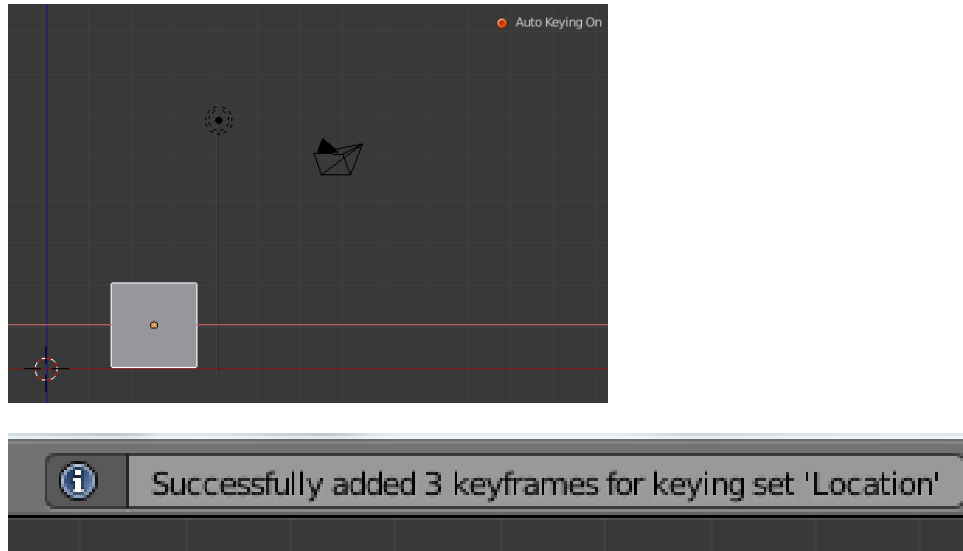 Auto Keying On
Successfully added 3 keyframes for keying set 'Location'